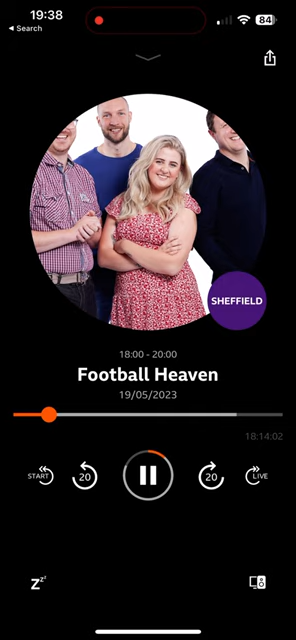 19:38
84
◀ Search
SHEFFIELD
18:00 - 20:00
Football Heaven
19/05/2023
18:14:02
START
20
20
LIVE
Zzz